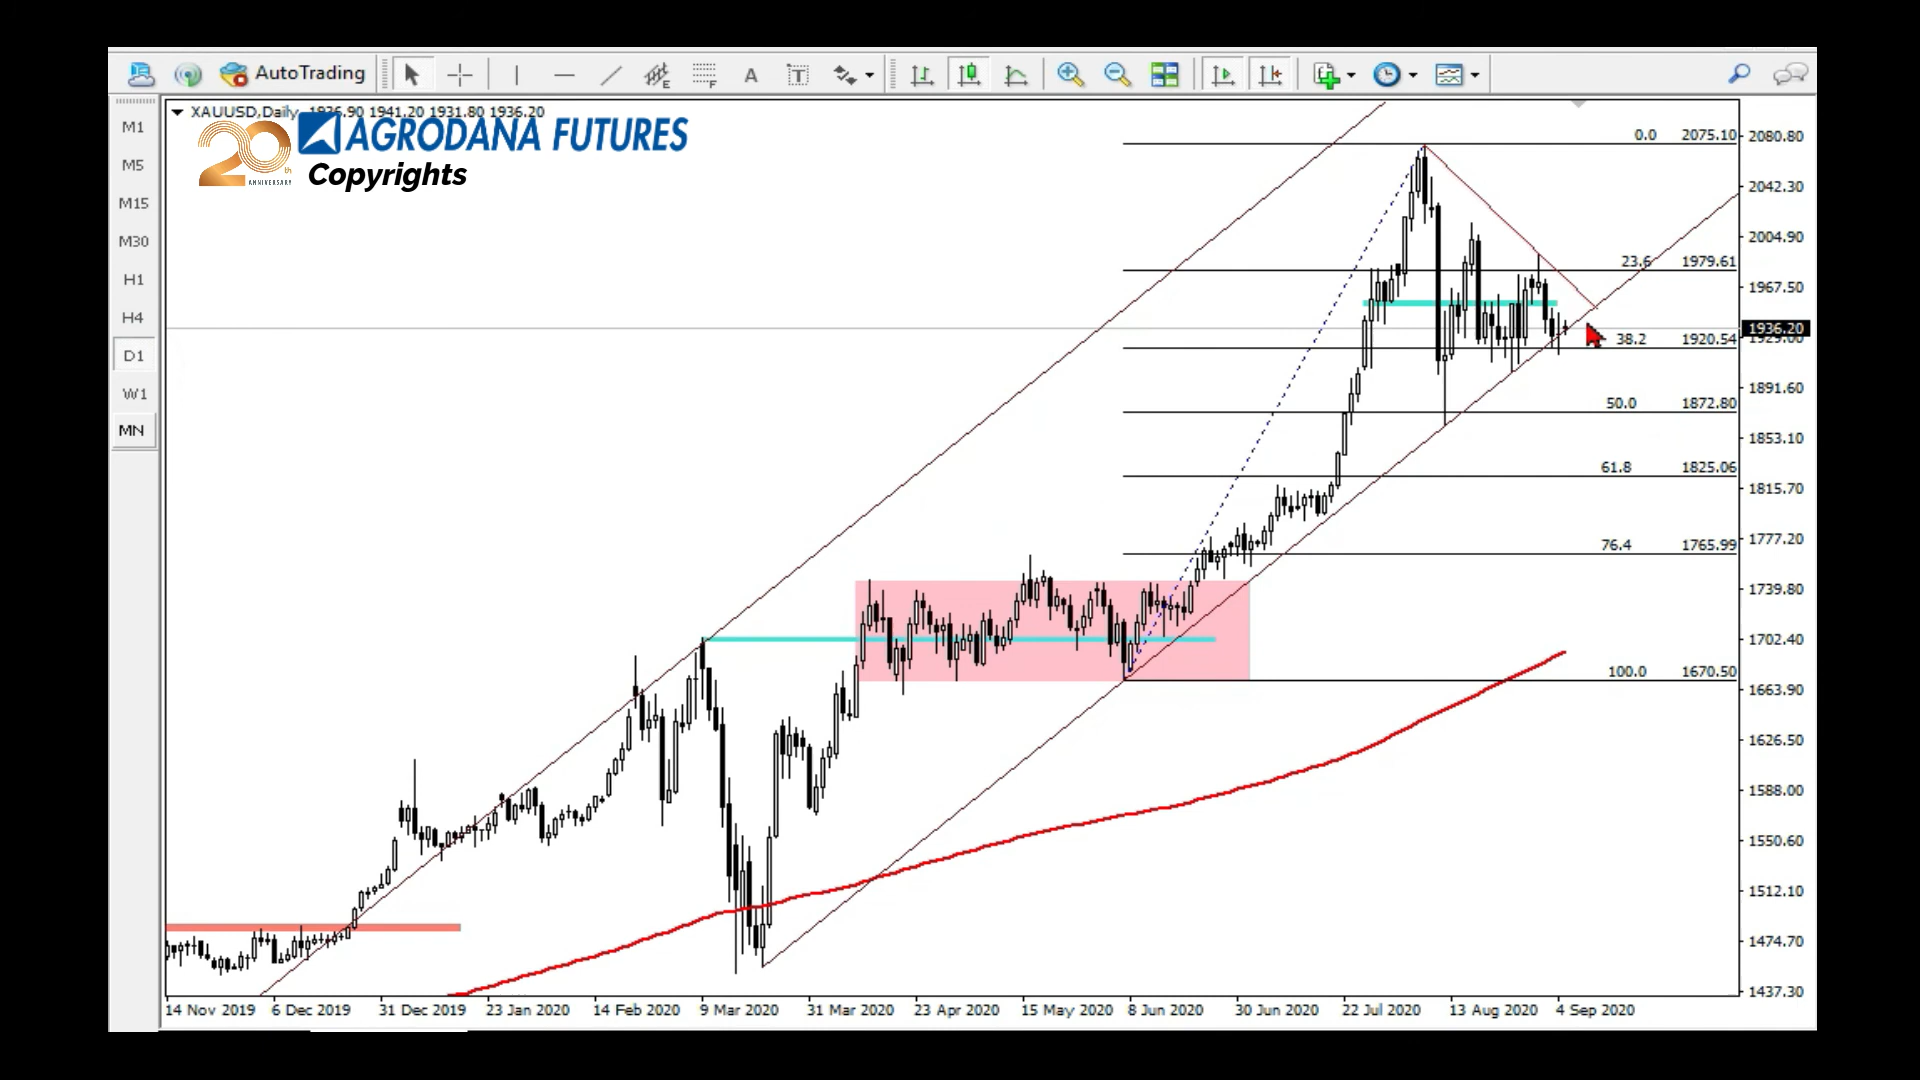 AutoTrading
A
T
E
F
M1
M5
M15
M30
H1
H4
D1
W1
MN
XAUUSD,Daily 1936.90 1941.20 1931.80 1936.20
20th ANNIVERSARY
AGRODANA FUTURES
Copyrights
0.0 2075.10
23.6 1979.61
38.2 1920.54
50.0 1872.80
61.8 1825.06
76.4 1765.99
100.0 1670.50
2080.80
2042.30
2004.90
1967.50
1936.20
1929.00
1891.60
1853.10
1815.70
1777.20
1739.80
1702.40
1663.90
1626.50
1588.00
1550.60
1512.10
1474.70
1437.30
14 Nov 2019 6 Dec 2019 31 Dec 2019 23 Jan 2020 14 Feb 2020 9 Mar 2020 31 Mar 2020 23 Apr 2020 15 May 2020 8 Jun 2020 30 Jun 2020 22 Jul 2020 13 Aug 2020 4 Sep 2020